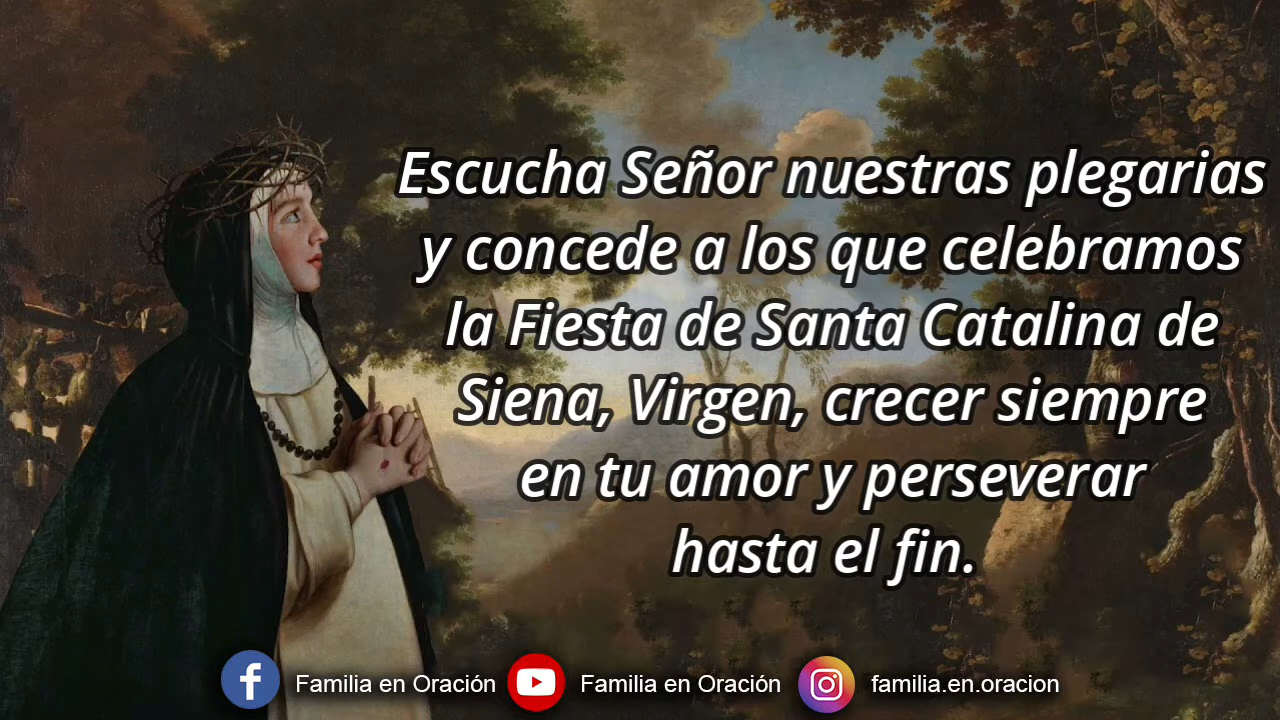 Escucha Señor nuestras plegarias
y concede a los que celebramos
la Fiesta de Santa Catalina de
Siena, Virgen, crecer siempre
en tu amor y perseverar
hasta el fin.
Familia en Oración Familia en Oración familia.en.oracion